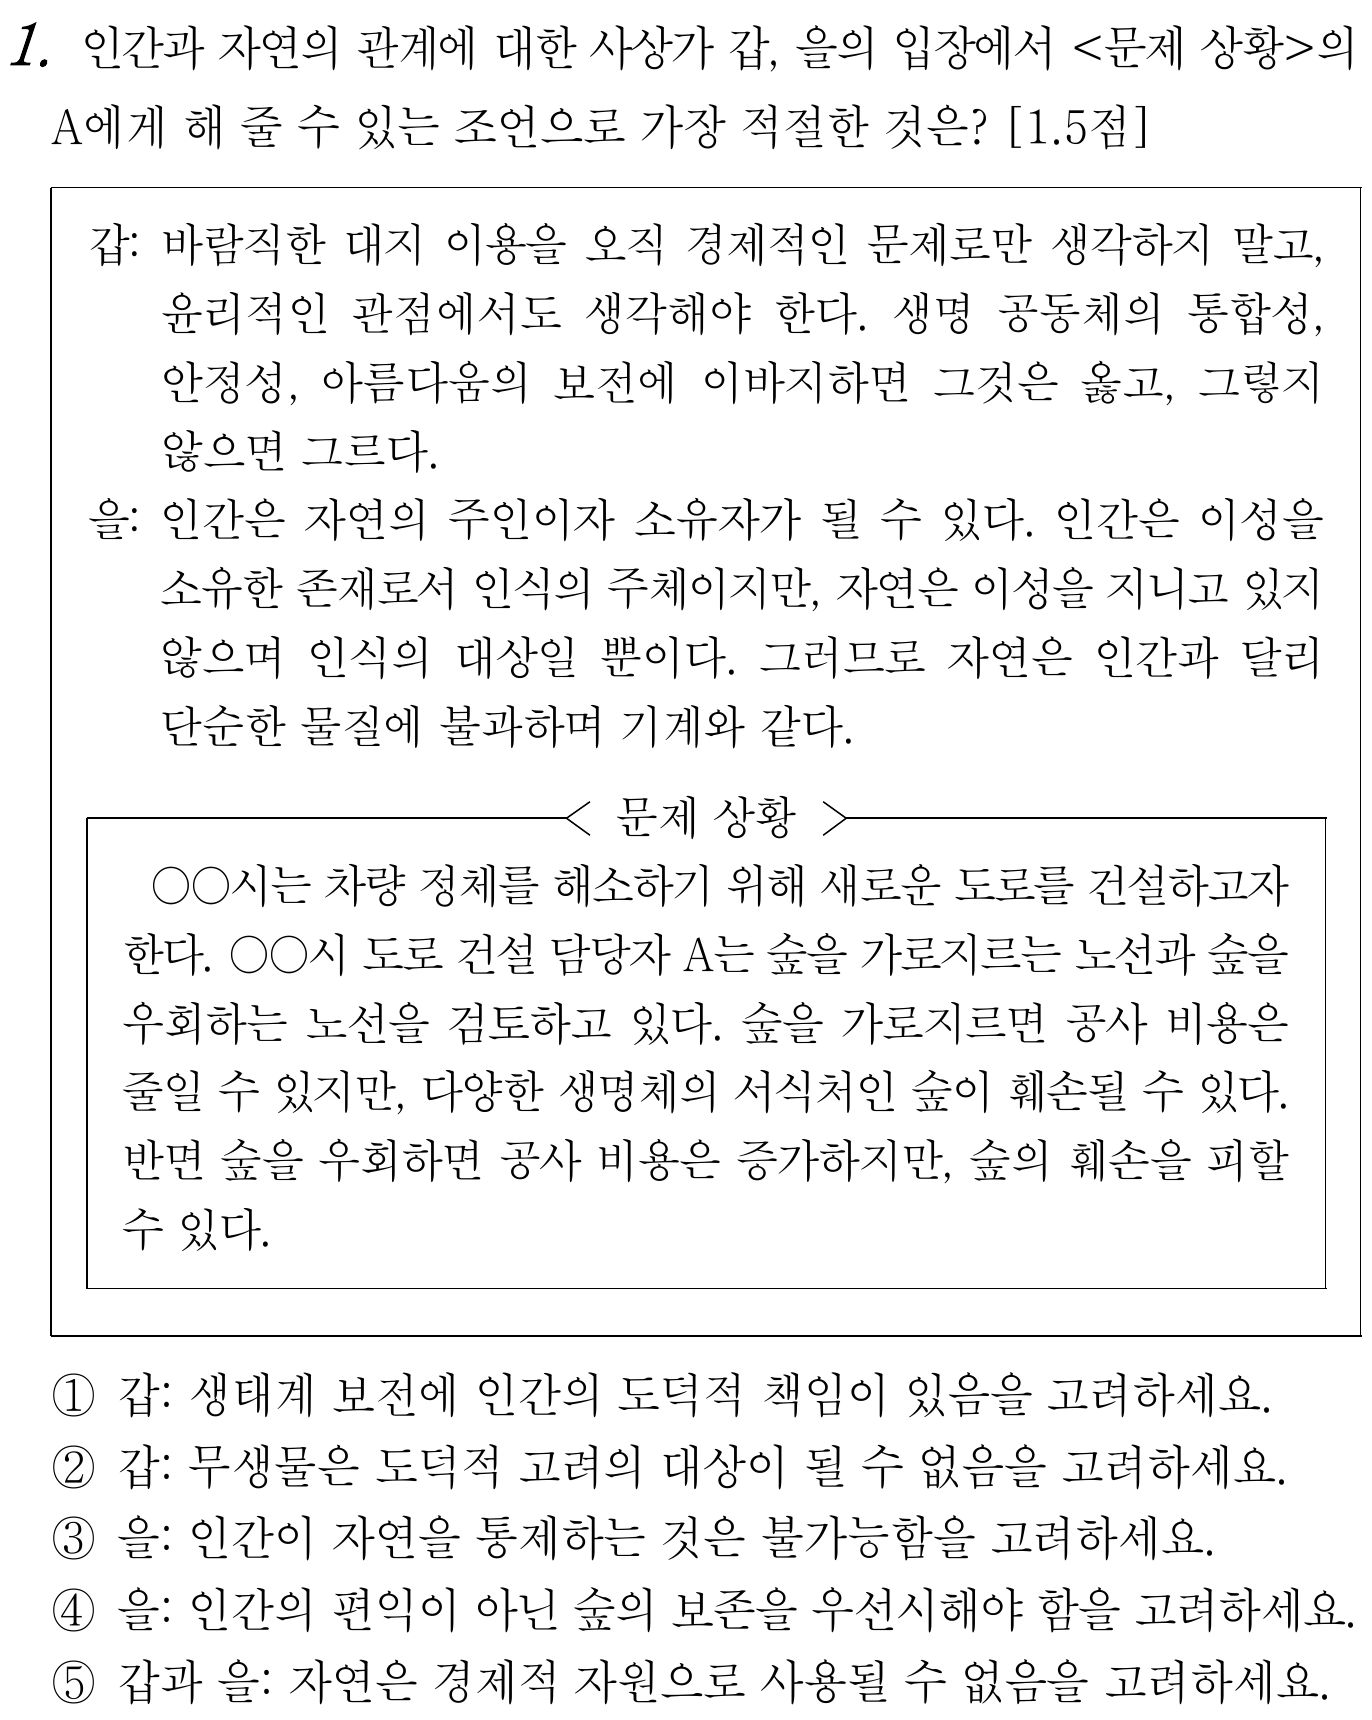 1. 인간과 자연의 관계에 대한 사상가 갑, 을의 입장에서 <문제 상황>의
A에게 해 줄 수 있는 조언으로 가장 적절한 것은? [1.5점]
갑: 바람직한 대지 이용을 오직 경제적인 문제로만 생각하지 말고,
윤리적인 관점에서도 생각해야 한다. 생명 공동체의 통합성,
안정성, 아름다움의 보전에 이바지하면 그것은 옳고, 그렇지
않으면 그르다.
을: 인간은 자연의 주인이자 소유자가 될 수 있다. 인간은 이성을
소유한 존재로서 인식의 주체이지만, 자연은 이성을 지니고 있지
않으며 인식의 대상일 뿐이다. 그러므로 자연은 인간과 달리
단순한 물질에 불과하며 기계와 같다.
< 문제 상황 >
○○시는 차량 정체를 해소하기 위해 새로운 도로를 건설하고자
한다. ○○시 도로 건설 담당자 A는 숲을 가로지르는 노선과 숲을
우회하는 노선을 검토하고 있다. 숲을 가로지르면 공사 비용은
줄일 수 있지만, 다양한 생명체의 서식처인 숲이 훼손될 수 있다.
반면 숲을 우회하면 공사 비용은 증가하지만, 숲의 훼손을 피할
수 있다.
① 갑: 생태계 보전에 인간의 도덕적 책임이 있음을 고려하세요.
② 갑: 무생물은 도덕적 고려의 대상이 될 수 없음을 고려하세요.
③ 을: 인간이 자연을 통제하는 것은 불가능함을 고려하세요.
④ 을: 인간의 편익이 아닌 숲의 보존을 우선시해야 함을 고려하세요.
⑤ 갑과 을: 자연은 경제적 자원으로 사용될 수 없음을 고려하세요.